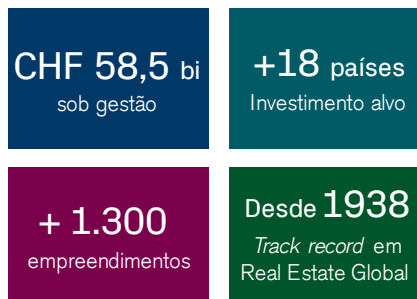 CHF 58,5 bi
sob gestão
+18 países
Investimento alvo
+ 1.300
empreendimentos
Desde 1938
Track record em
Real Estate Global